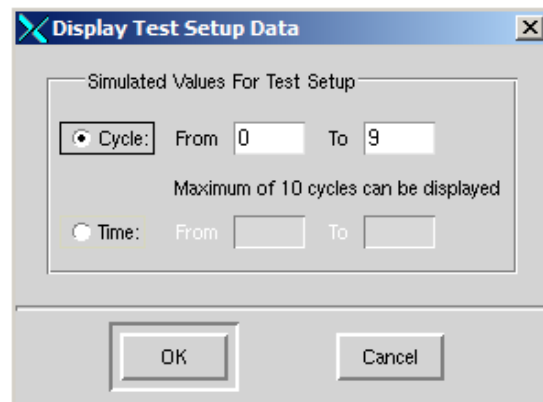 Display Test Setup Data
Simulated Values For Test Setup
Cycle: From 0 To 9
Maximum of 10 cycles can be displayed
Time: From To
OK Cancel